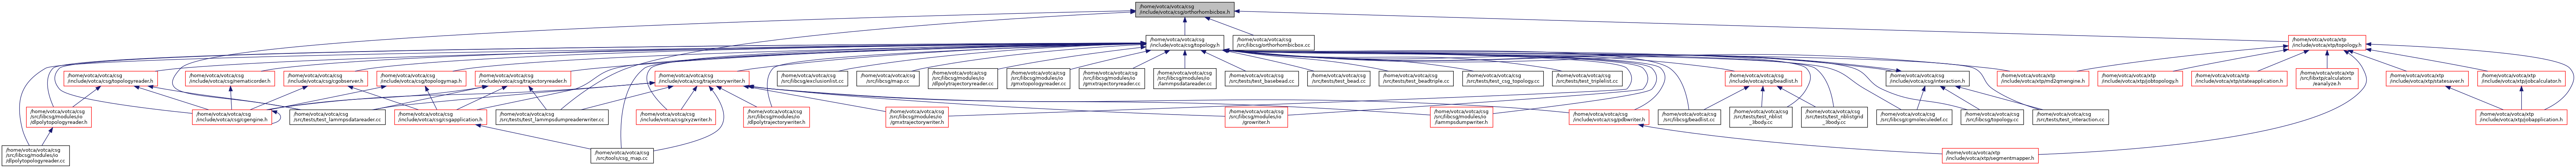 /home/votca/votca/csg
/include/votca/csg/orthorhombicbox.h
/home/votca/votca/csg
/include/votca/csg/topology.h
/home/votca/votca/csg
/src/libcsg/orthorhombicbox.cc
/home/votca/votca/xtp
/include/votca/xtp/topology.h
/home/votca/votca/csg
/include/votca/csg/topologyreader.h
/home/votca/votca/csg
/include/votca/csg/nematicorder.h
/home/votca/votca/csg
/include/votca/csg/cgobserver.h
/home/votca/votca/csg
/include/votca/csg/topologymap.h
/home/votca/votca/csg
/include/votca/csg/trajectoryreader.h
/home/votca/votca/csg
/include/votca/csg/trajectorywriter.h
/home/votca/votca/csg
/src/libcsg/exclusionlist.cc
/home/votca/votca/csg
/src/libcsg/map.cc
/home/votca/votca/csg
/src/libcsg/modules/io
/dlpolytrajectoryreader.cc
/home/votca/votca/csg
/src/libcsg/modules/io
/gmxtopologyreader.cc
/home/votca/votca/csg
/src/libcsg/modules/io
/gmxtrajectoryreader.cc
/home/votca/votca/csg
/src/libcsg/modules/io
/lammpsdatareader.cc
/home/votca/votca/csg
/src/tests/test_basebead.cc
/home/votca/votca/csg
/src/tests/test_bead.cc
/home/votca/votca/csg
/src/tests/test_beadtriple.cc
/home/votca/votca/csg
/src/tests/test_csg_topology.cc
/home/votca/votca/csg
/src/tests/test_triplelist.cc
/home/votca/votca/csg
/include/votca/csg/beadlist.h
/home/votca/votca/csg
/include/votca/csg/interaction.h
/home/votca/votca/xtp
/include/votca/xtp/md2qmengine.h
/home/votca/votca/xtp
/include/votca/xtp/jobtopology.h
/home/votca/votca/xtp
/include/votca/xtp/stateapplication.h
/home/votca/votca/xtp
/src/libxtp/calculators
/eanalyze.h
/home/votca/votca/xtp
/include/votca/xtp/statesaver.h
/home/votca/votca/xtp
/include/votca/xtp/jobcalculator.h
/home/votca/votca/csg
/src/libcsg/modules/io
/dlpolytopologyreader.h
/home/votca/votca/csg
/include/votca/csg/cgengine.h
/home/votca/votca/csg
/src/tests/test_lammpsdatareader.cc
/home/votca/votca/csg
/include/votca/csg/csgapplication.h
/home/votca/votca/csg
/src/tests/test_lammpsdumpreaderwriter.cc
/home/votca/votca/csg
/include/votca/csg/xyzwriter.h
/home/votca/votca/csg
/src/libcsg/modules/io
/dlpolytrajectorywriter.h
/home/votca/votca/csg
/src/libcsg/modules/io
/gmxtrajectorywriter.h
/home/votca/votca/csg
/src/libcsg/modules/io
/growriter.h
/home/votca/votca/csg
/src/libcsg/modules/io
/lammpsdumpwriter.h
/home/votca/votca/csg
/include/votca/csg/pdbwriter.h
/home/votca/votca/csg
/src/libcsg/beadlist.cc
/home/votca/votca/csg
/src/tests/test_nblist
_3body.cc
/home/votca/votca/csg
/src/tests/test_nblistgrid
_3body.cc
/home/votca/votca/csg
/src/libcsg/cgmoleculedef.cc
/home/votca/votca/csg
/src/libcsg/topology.cc
/home/votca/votca/csg
/src/tests/test_interaction.cc
/home/votca/votca/xtp
/include/votca/xtp/jobapplication.h
/home/votca/votca/csg
/src/libcsg/modules/io
/dlpolytopologyreader.cc
/home/votca/votca/csg
/src/tools/csg_map.cc
/home/votca/votca/xtp
/include/votca/xtp/segmentmapper.h